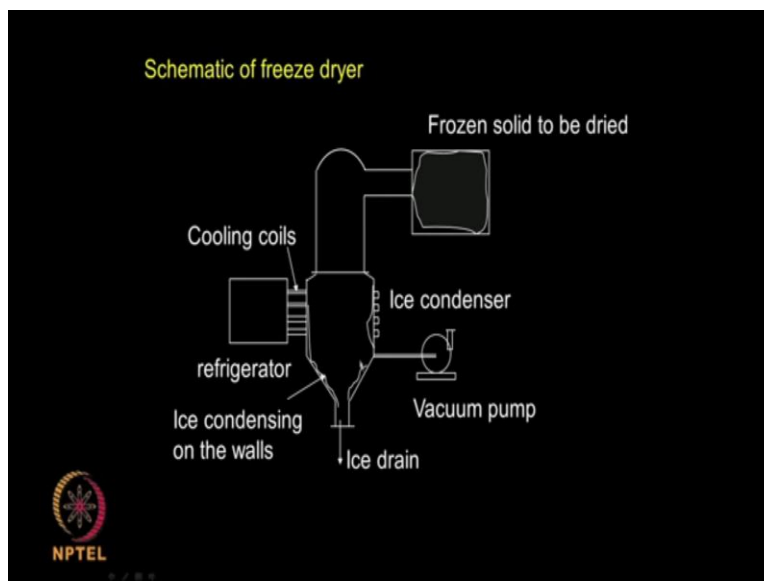 Schematic of freeze dryer
Frozen solid to be dried
Cooling coils
Ice condenser
refrigerator
Vacuum pump
Ice condensing
on the walls
Ice drain
NPTEL